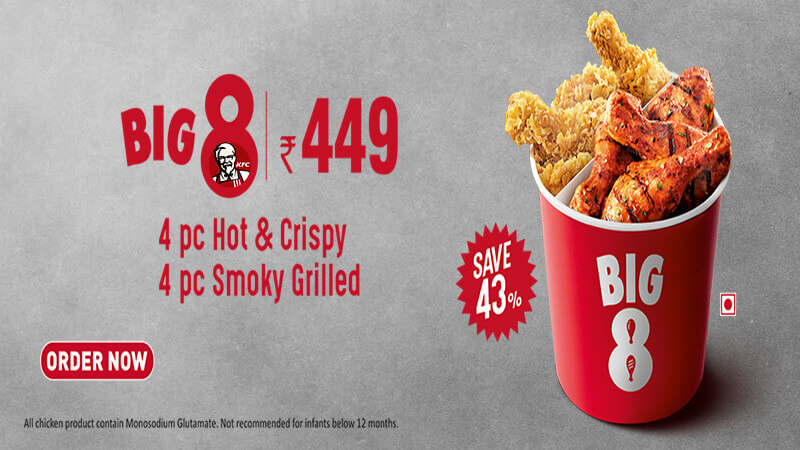 BIG 8
KFC
₹449
4 pc Hot & Crispy
4 pc Smoky Grilled
SAVE
43%
BIG
8
ORDER NOW
All chicken product contain Monosodium Glutamate. Not recommended for infants below 12 months.